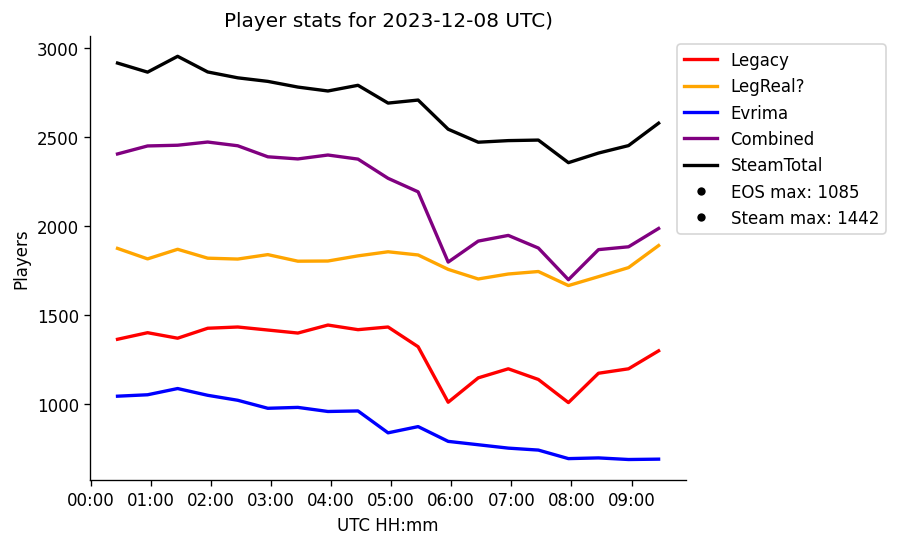 Player stats for 2023-12-08 UTC)
3000
2500
2000
1500
1000
Players
00:00 01:00 02:00 03:00 04:00 05:00 06:00 07:00 08:00 09:00
UTC HH:mm
Legacy
LegReal?
Evrima
Combined
SteamTotal
EOS max: 1085
Steam max: 1442